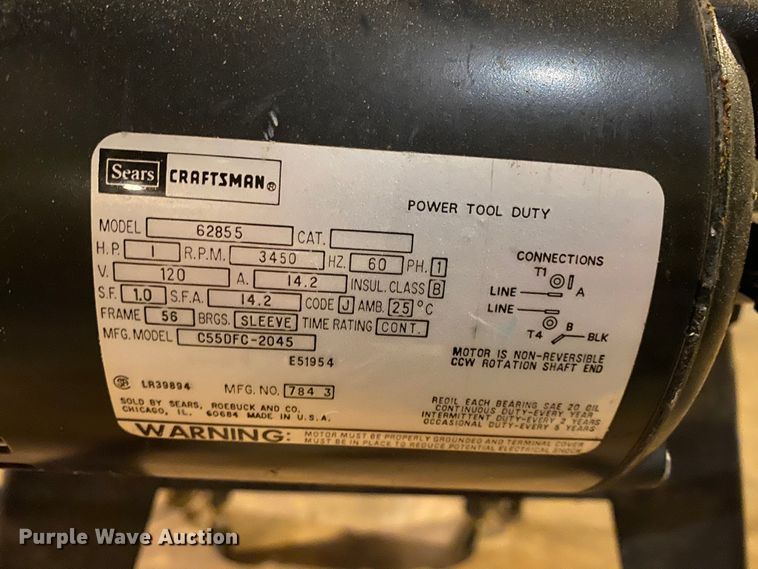 Sears CRAFTSMAN®
POWER TOOL DUTY
MODEL 62855 CAT.
H.P. 1 R.P.M. 3450 HZ. 60 PH. 1
V. 120 A. 14.2 INSUL. CLASS B
S.F. 1.0 S.F.A. 14.2 CODE J AMB. 25 °C
FRAME 56 BRGS. SLEEVE TIME RATING CONT.
MFG. MODEL C55DFC-2045
E51954
LR39894 MFG. NO. 784 3
SOLD BY SEARS, ROEBUCK AND CO.
CHICAGO, IL. 60684 MADE IN U.S.A.
CONNECTIONS
T1
LINE A
LINE
B
T4 BLK
MOTOR IS NON-REVERSIBLE
CCW ROTATION SHAFT END
REOIL EACH BEARING SAE 20 OIL
CONTINUOUS DUTY-EVERY YEAR
INTERMITTENT DUTY-EVERY 2 YEARS
OCCASIONAL DUTY-EVERY 5 YEARS
WARNING: MOTOR MUST BE PROPERLY GROUNDED AND TERMINAL COVER
MUST BE IN PLACE TO REDUCE POTENTIAL ELECTRICAL SHOCK
Purple Wave Auction